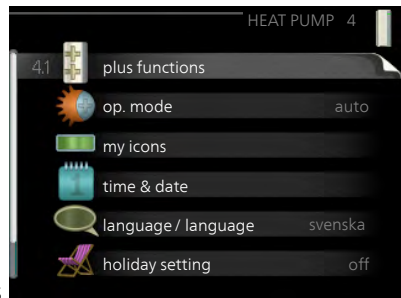 HEAT PUMP 4
4.1 plus functions
op. mode auto
my icons
time & date
language / language svenska
holiday setting off